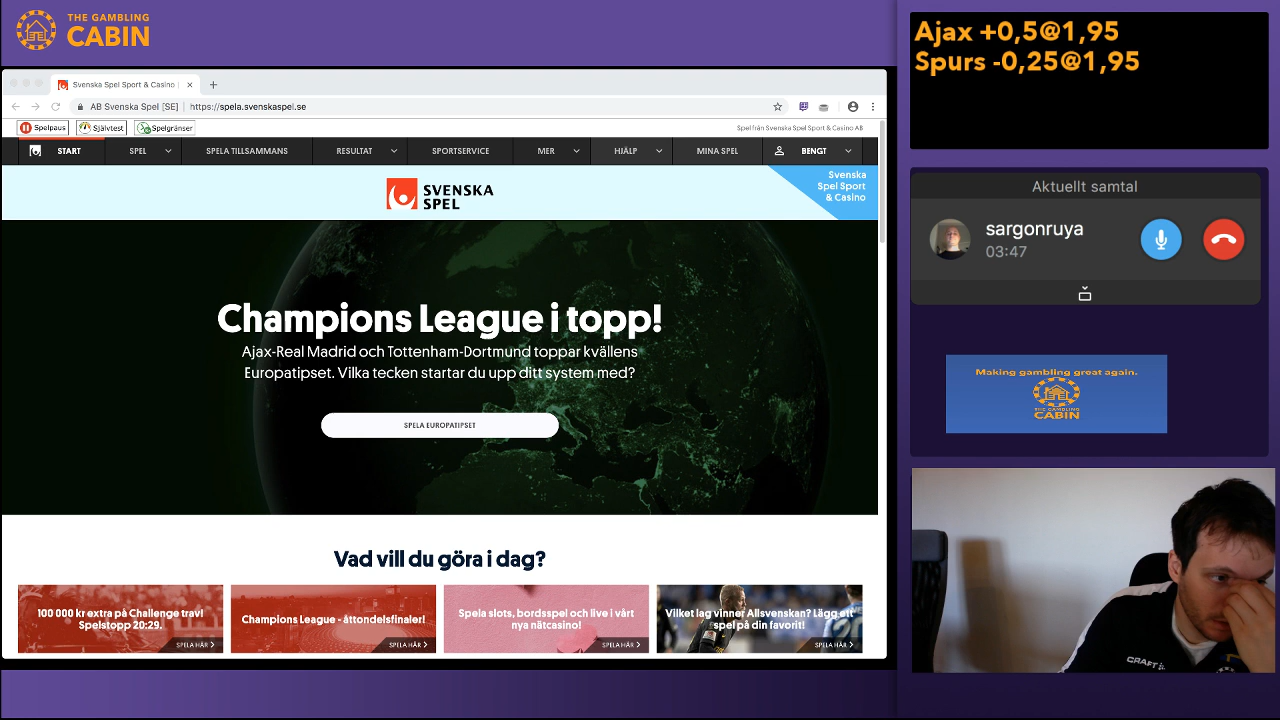 THE GAMBLING
CABIN
Ajax +0,5@1,95
Spurs -0,25@1,95
Svenska Spel Sport & Casino
AB Svenska Spel [SE] | https://spela.svenskaspel.se
Spelpaus
Självtest
Spelgränser
Spel från Svenska Spel Sport & Casino AB
START
SPEL
SPELA TILLSAMMANS
RESULTAT
SPORTSERVICE
MER
HJÄLP
MINA SPEL
BENGT
SVENSKA
SPEL
Svenska
Spel Sport
& Casino
Champions League i topp!
Ajax-Real Madrid och Tottenham-Dortmund toppar kvällens
Europatipset. Vilka tecken startar du upp ditt system med?
SPELA EUROPATIPSET
Vad vill du göra i dag?
100 000 kr extra på Challenge trav!
Spelstopp 20:29.
SPELA HÄR
Champions League - åttondelsfinaler!
SPELA HÄR
Spela slots, bordsspel och live i vårt
nya nätcasino!
SPELA HÄR
Vilket lag vinner Allsvenskan? Lägg ett
spel på din favorit!
SPELA HÄR
Aktuellt samtal
sargonruya
03:47
Making gambling great again.
THE GAMBLING
CABIN
CRAFT